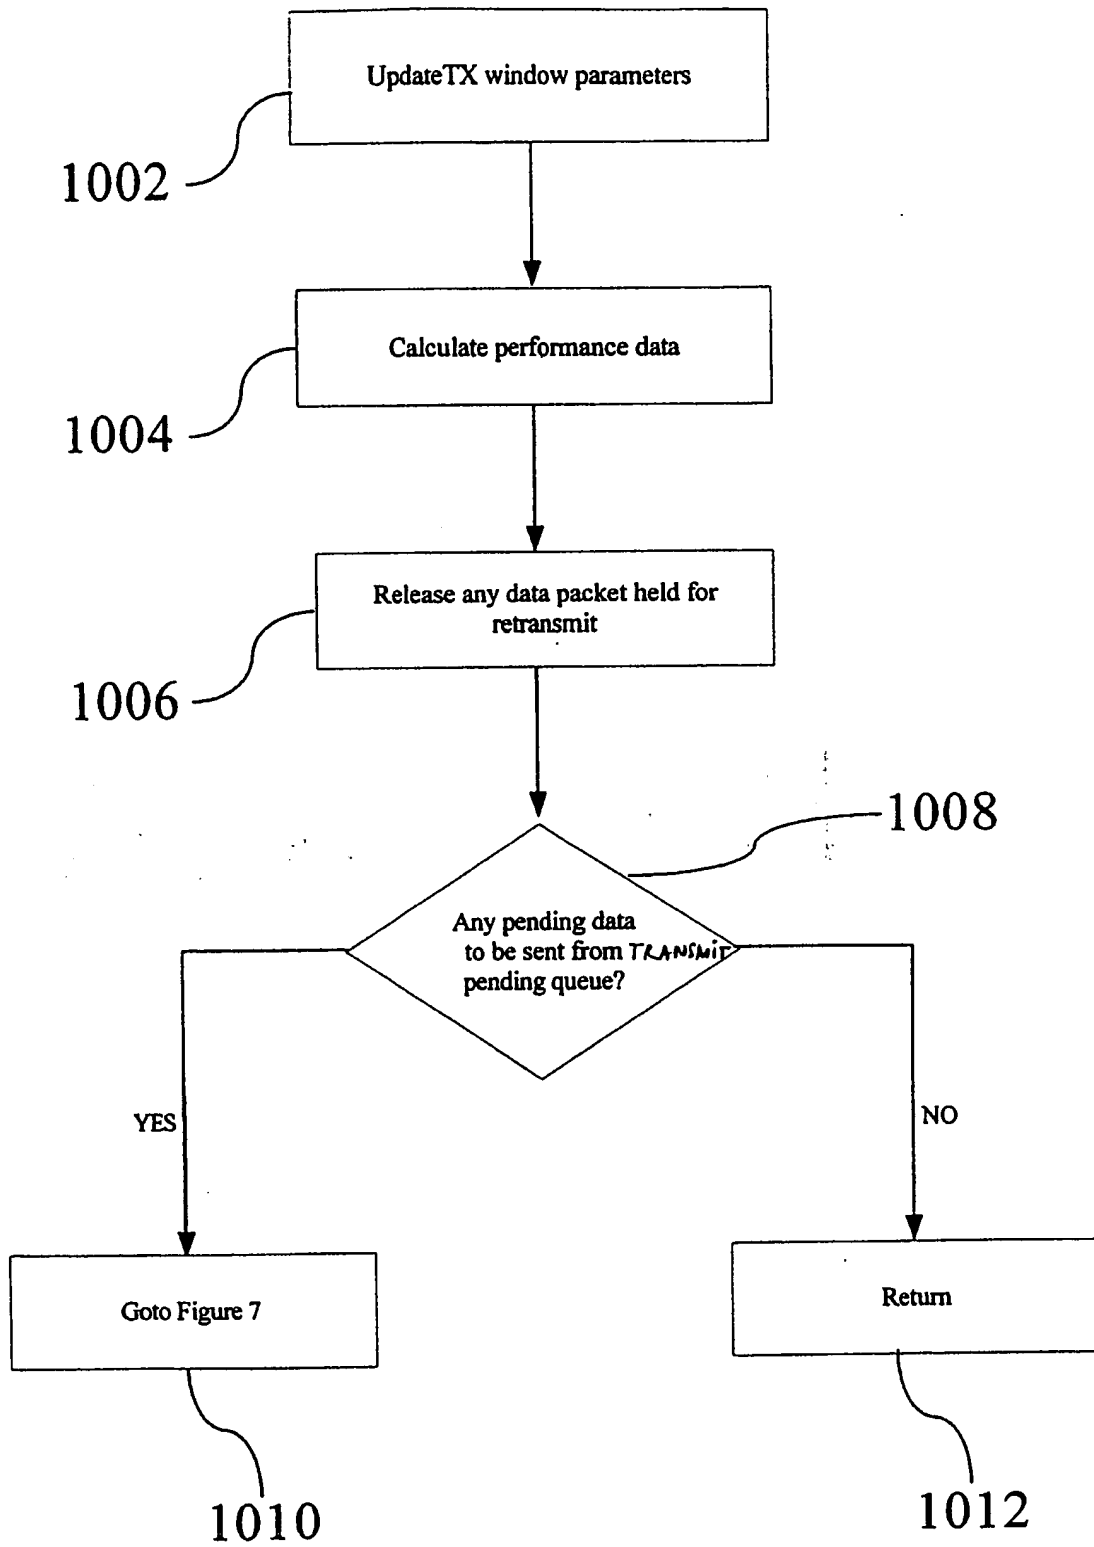 UpdateTX window parameters
1002
Calculate performance data
1004
Release any data packet held for
retransmit
1006
1008
Any pending data
to be sent from TRANSMIT
pending queue?
YES
NO
Goto Figure 7
Return
1010
1012